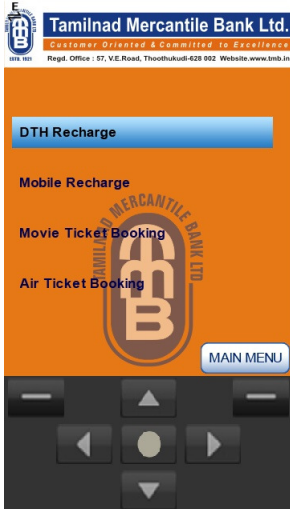 E
Tamilnad Mercantile Bank Ltd.
Customer Oriented & Committed to Excellence
ESTD. 1921
Regd. Office : 57, V.E.Road, Thoothukudi-628 002 Website.www.tmb.in
DTH Recharge
Mobile Recharge
TAMILNAD MERCANTILE BANK LTD
Movie Ticket Booking
Air Ticket Booking
TMB
MAIN MENU